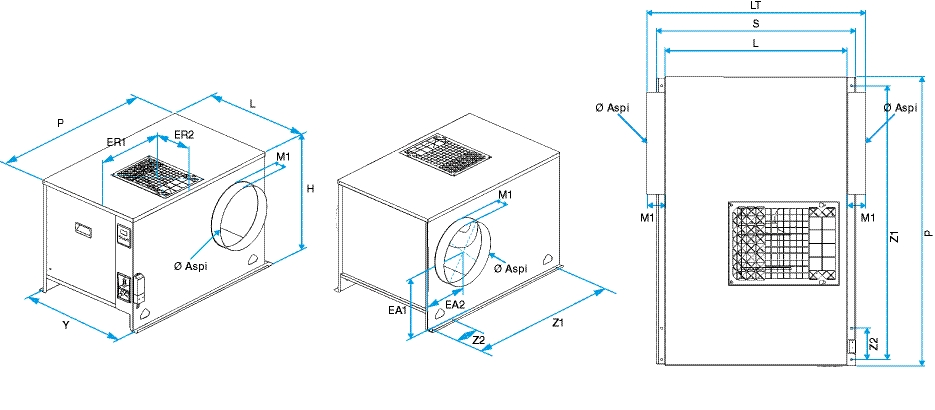 P
L
ER1
ER2
M1
H
Ø Aspi
Y
M1
Ø Aspi
EA1
EA2
Z1
Z2
LT
S
L
Ø Aspi
Ø Aspi
M1
M1
Z1
P
Z2